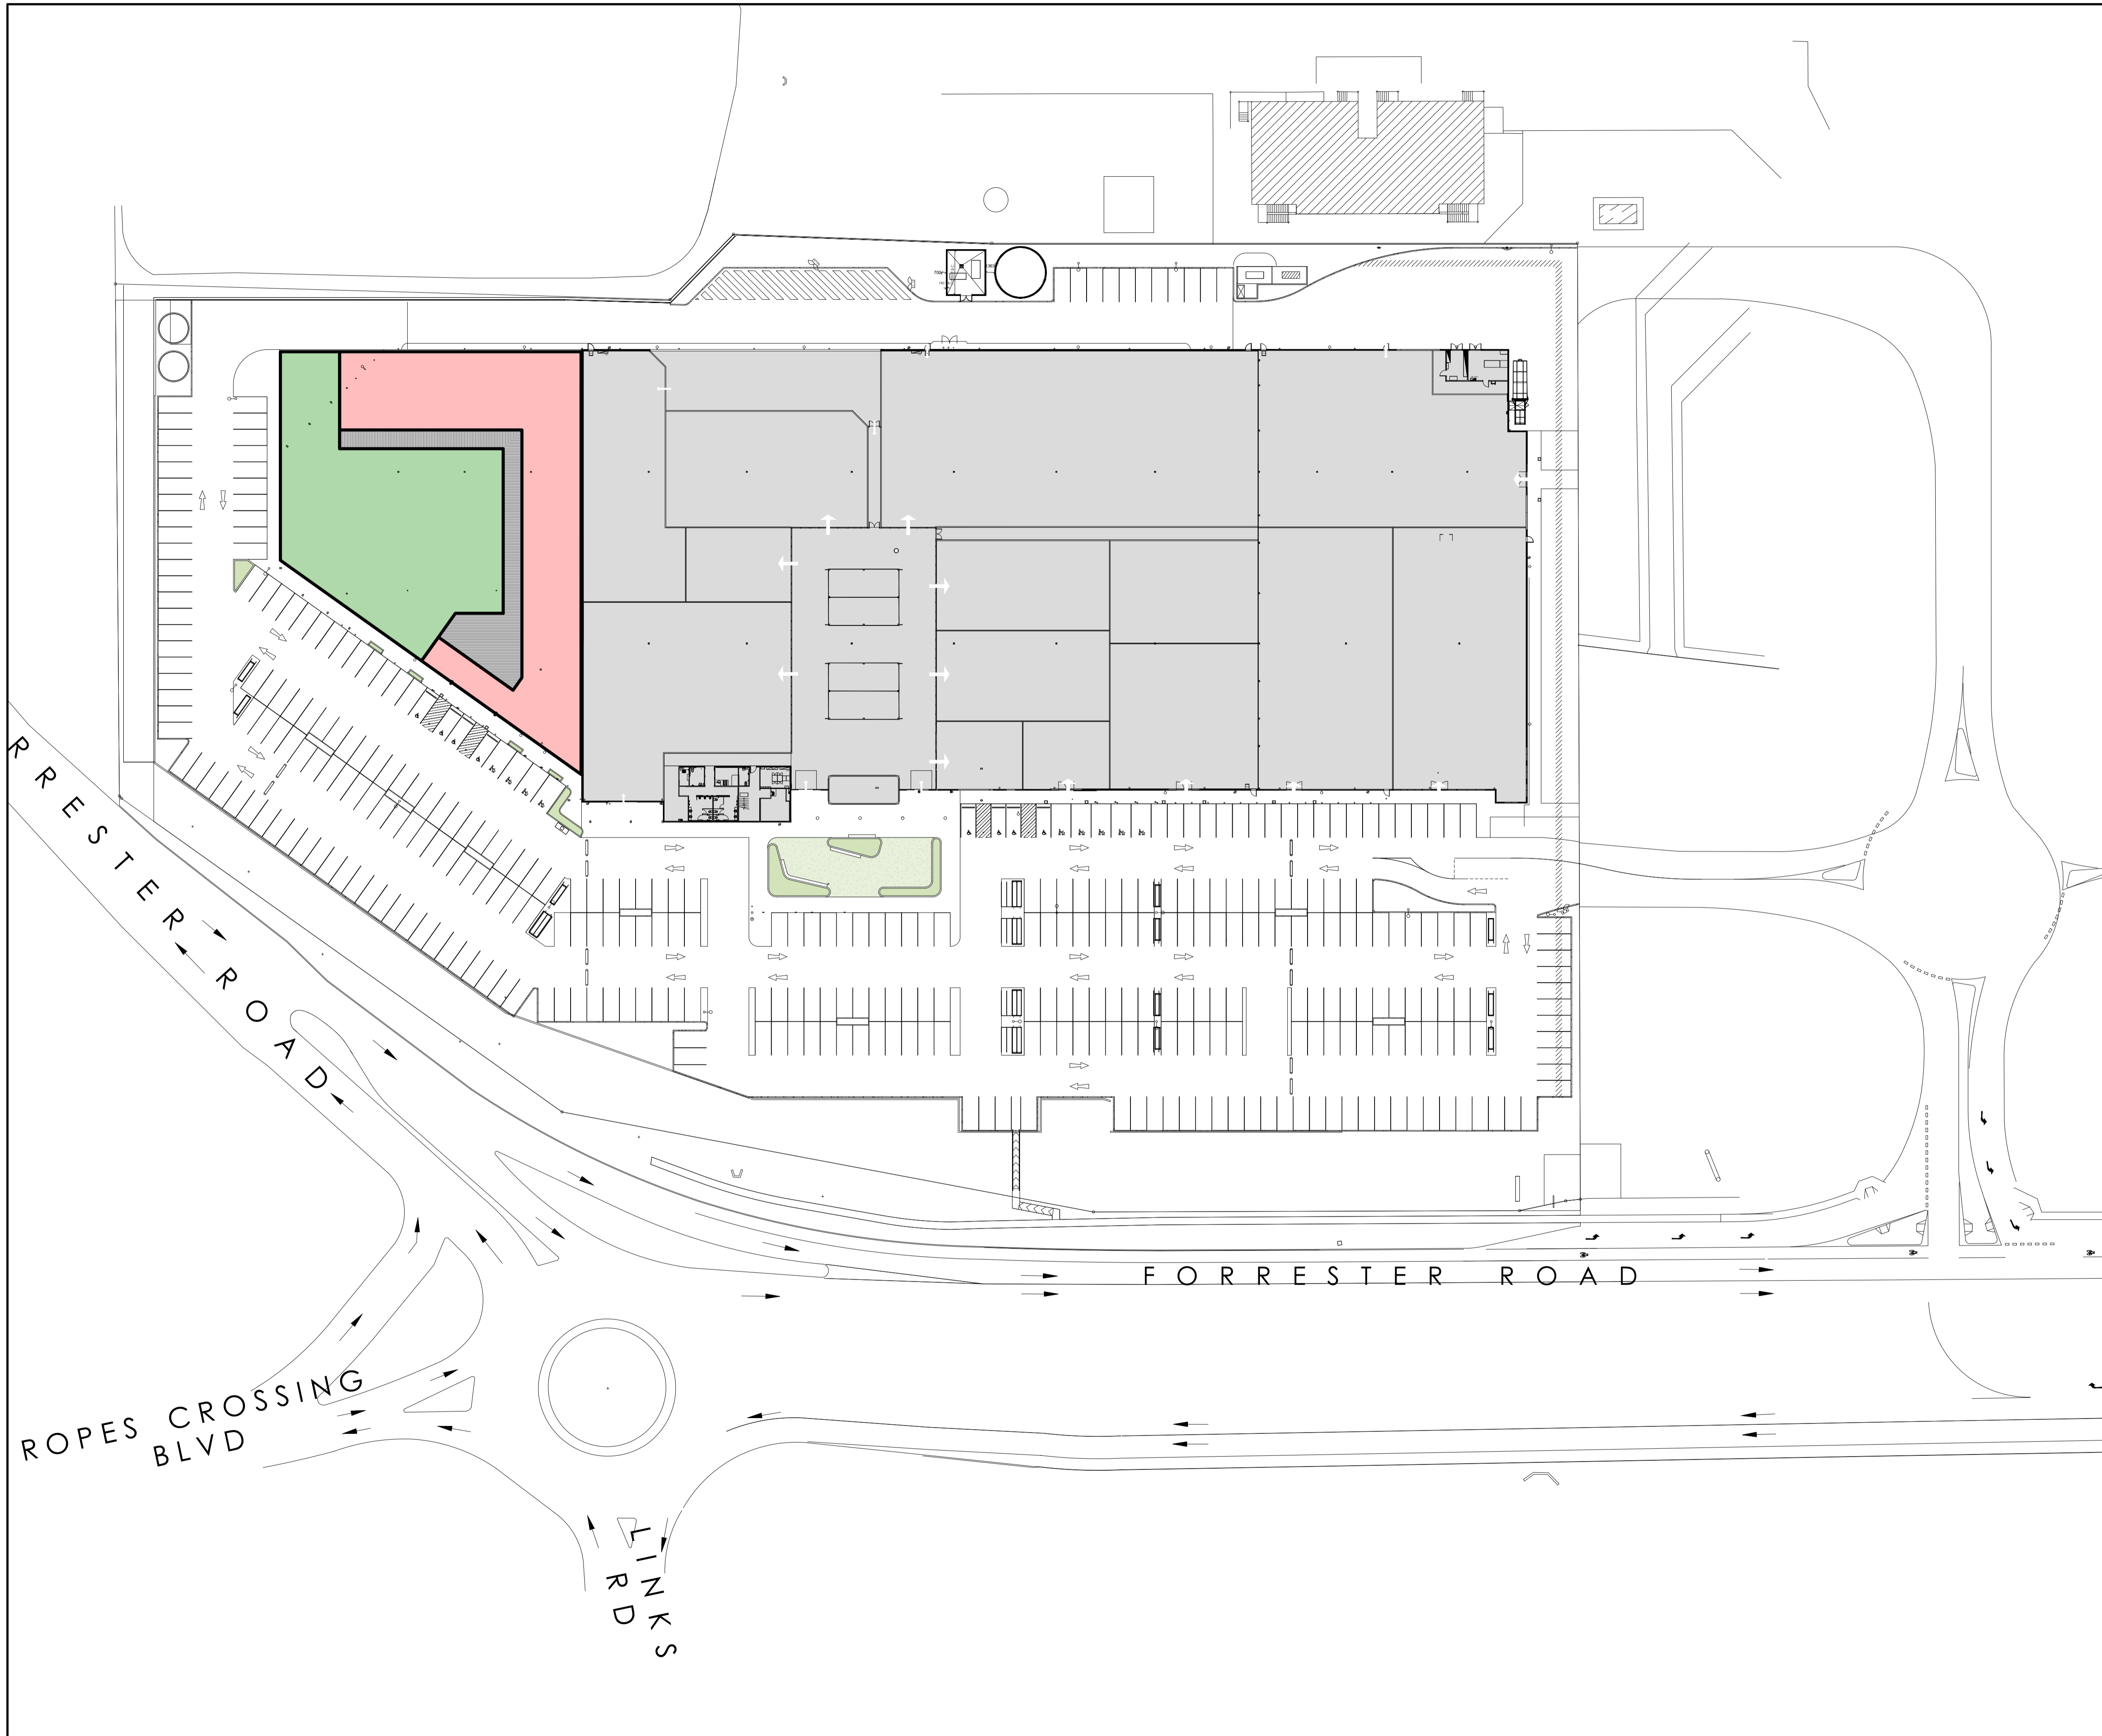 RRESTER ROAD
FORRESTER ROAD
ROPES CROSSING
BLVD
LINKS
RD